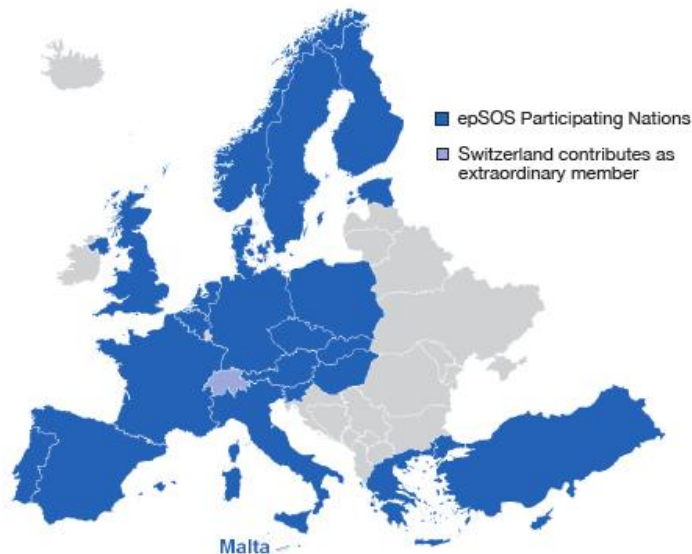 epSOS Participating Nations
Switzerland contributes as
extraordinary member
Malta